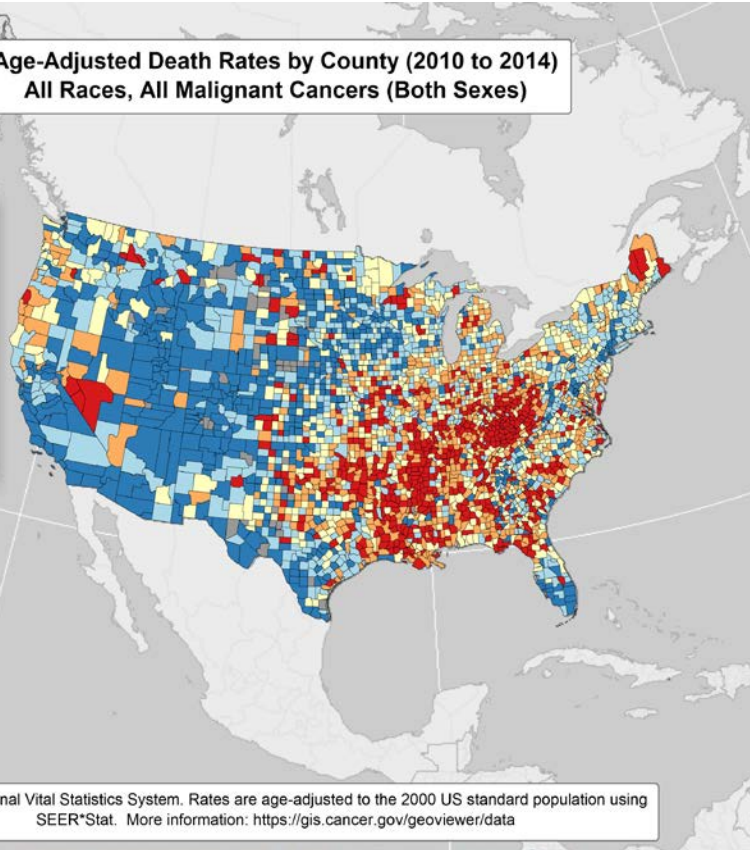 Age-Adjusted Death Rates by County (2010 to 2014)
All Races, All Malignant Cancers (Both Sexes)
nal Vital Statistics System. Rates are age-adjusted to the 2000 US standard population using
SEER*Stat. More information: https://gis.cancer.gov/geoviewer/data